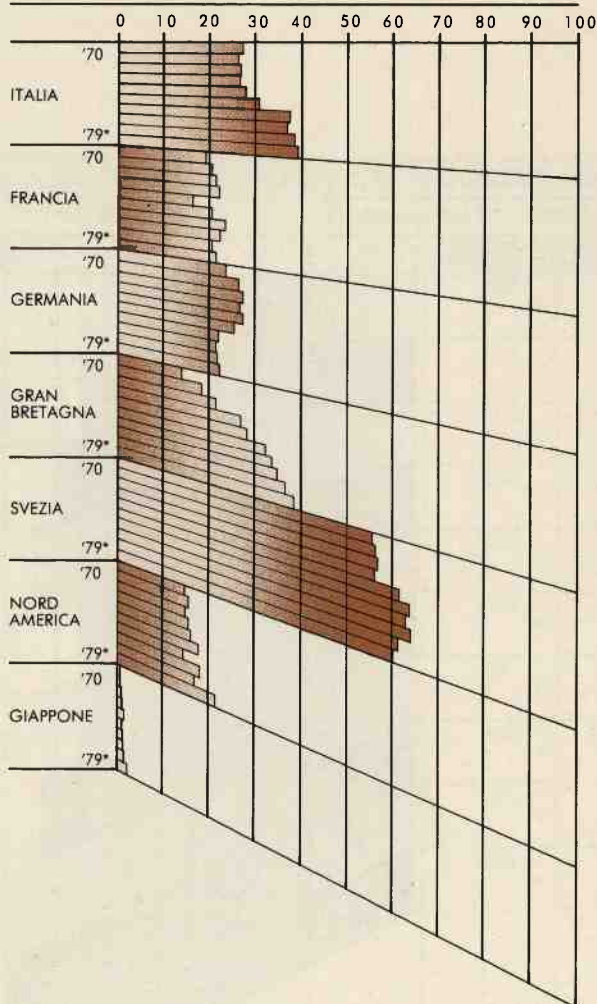 0 10 20 30 40 50 60 70 80 90 100
'70
ITALIA
'79*
'70
FRANCIA
'79*
'70
GERMANIA
'79*
'70
GRAN
BRETAGNA
'79*
'70
SVEZIA
'79*
'70
NORD
AMERICA
'79*
'70
GIAPPONE
'79*